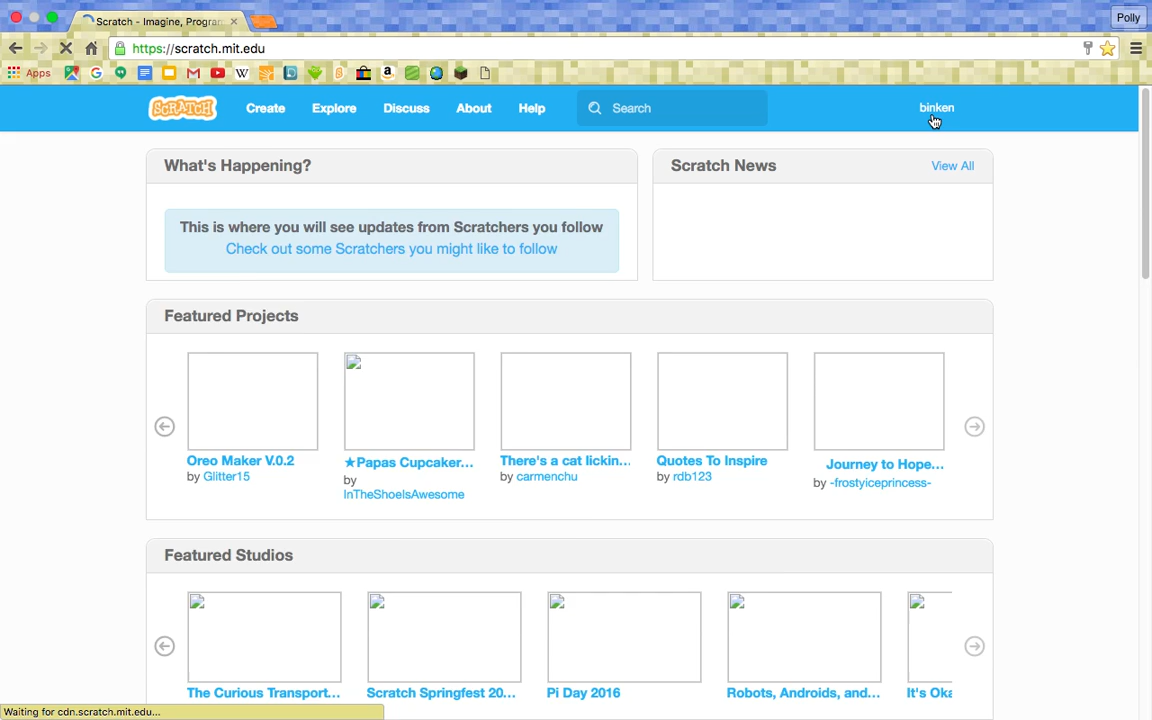 Scratch - Imagine, Program
Polly
https://scratch.mit.edu
Apps
SCRATCH
Create
Explore
Discuss
About
Help
Search
binken
What's Happening?
This is where you will see updates from Scratchers you follow
Check out some Scratchers you might like to follow
Scratch News
View All
Featured Projects
Oreo Maker V.0.2
by Glitter15
★Papas Cupcaker...
by
InTheShoeIsAwesome
There's a cat lickin...
by carmenchu
Quotes To Inspire
by rdb123
Journey to Hope...
by -frostyiceprincess-
Featured Studios
The Curious Transport...
Scratch Springfest 20...
Pi Day 2016
Robots, Androids, and...
It's Oka
Waiting for cdn.scratch.mit.edu...